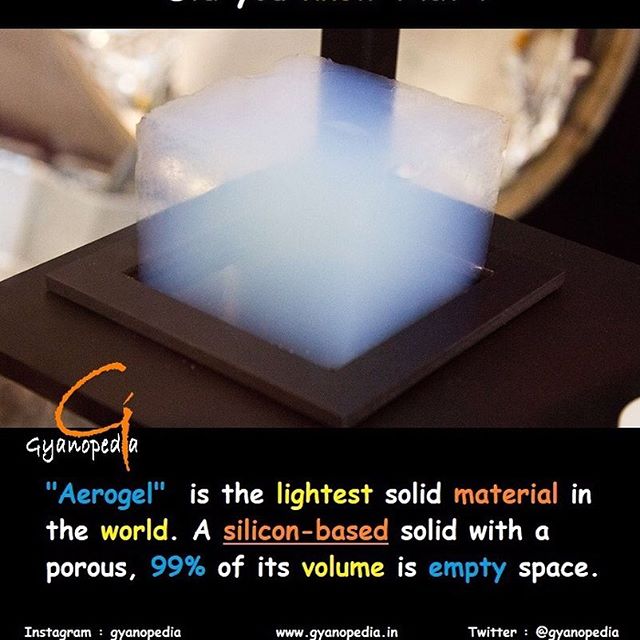 Gyanopedia
"Aerogel" is the lightest solid material in
the world. A silicon-based solid with a
porous, 99% of its volume is empty space.
Instagram : gyanopedia www.gyanopedia.in Twitter : @gyanopedia